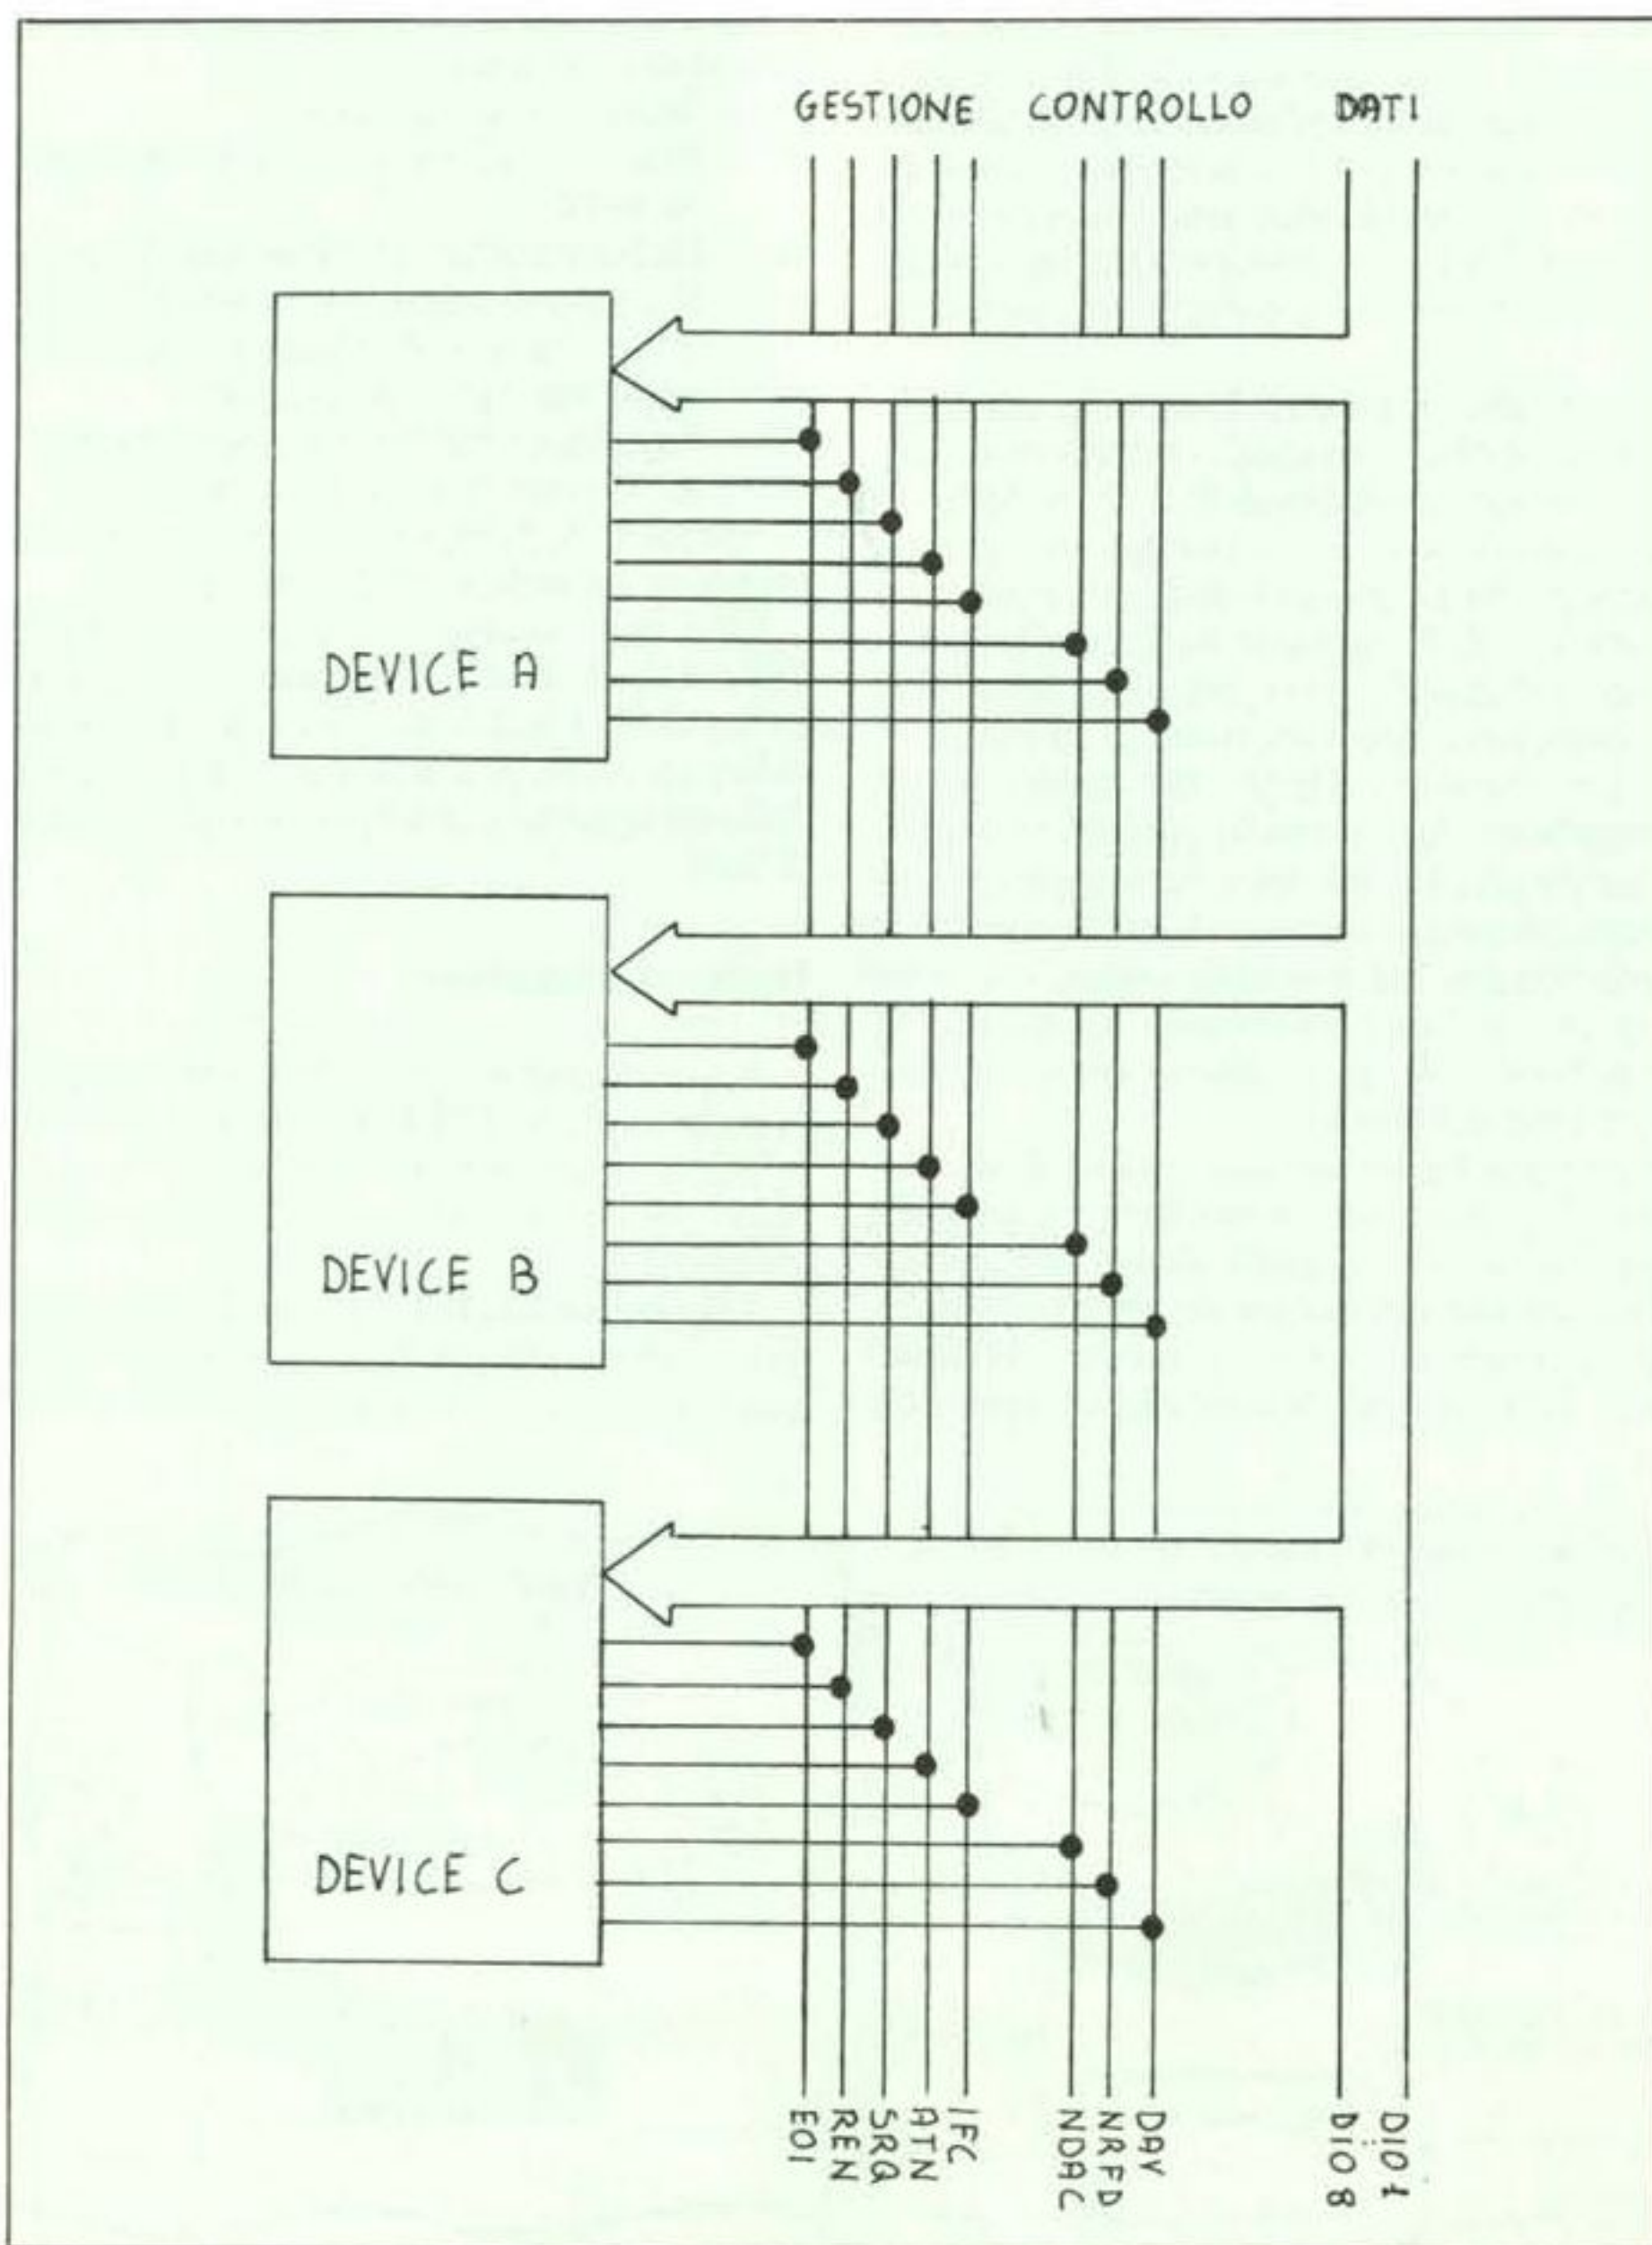 GESTIONE CONTROLLO DATI
DEVICE A
DEVICE B
DEVICE C
EOI
REN
SRQ
ATN
IFC
NDAC
NRFD
DAV
DIO 8
DIO 1